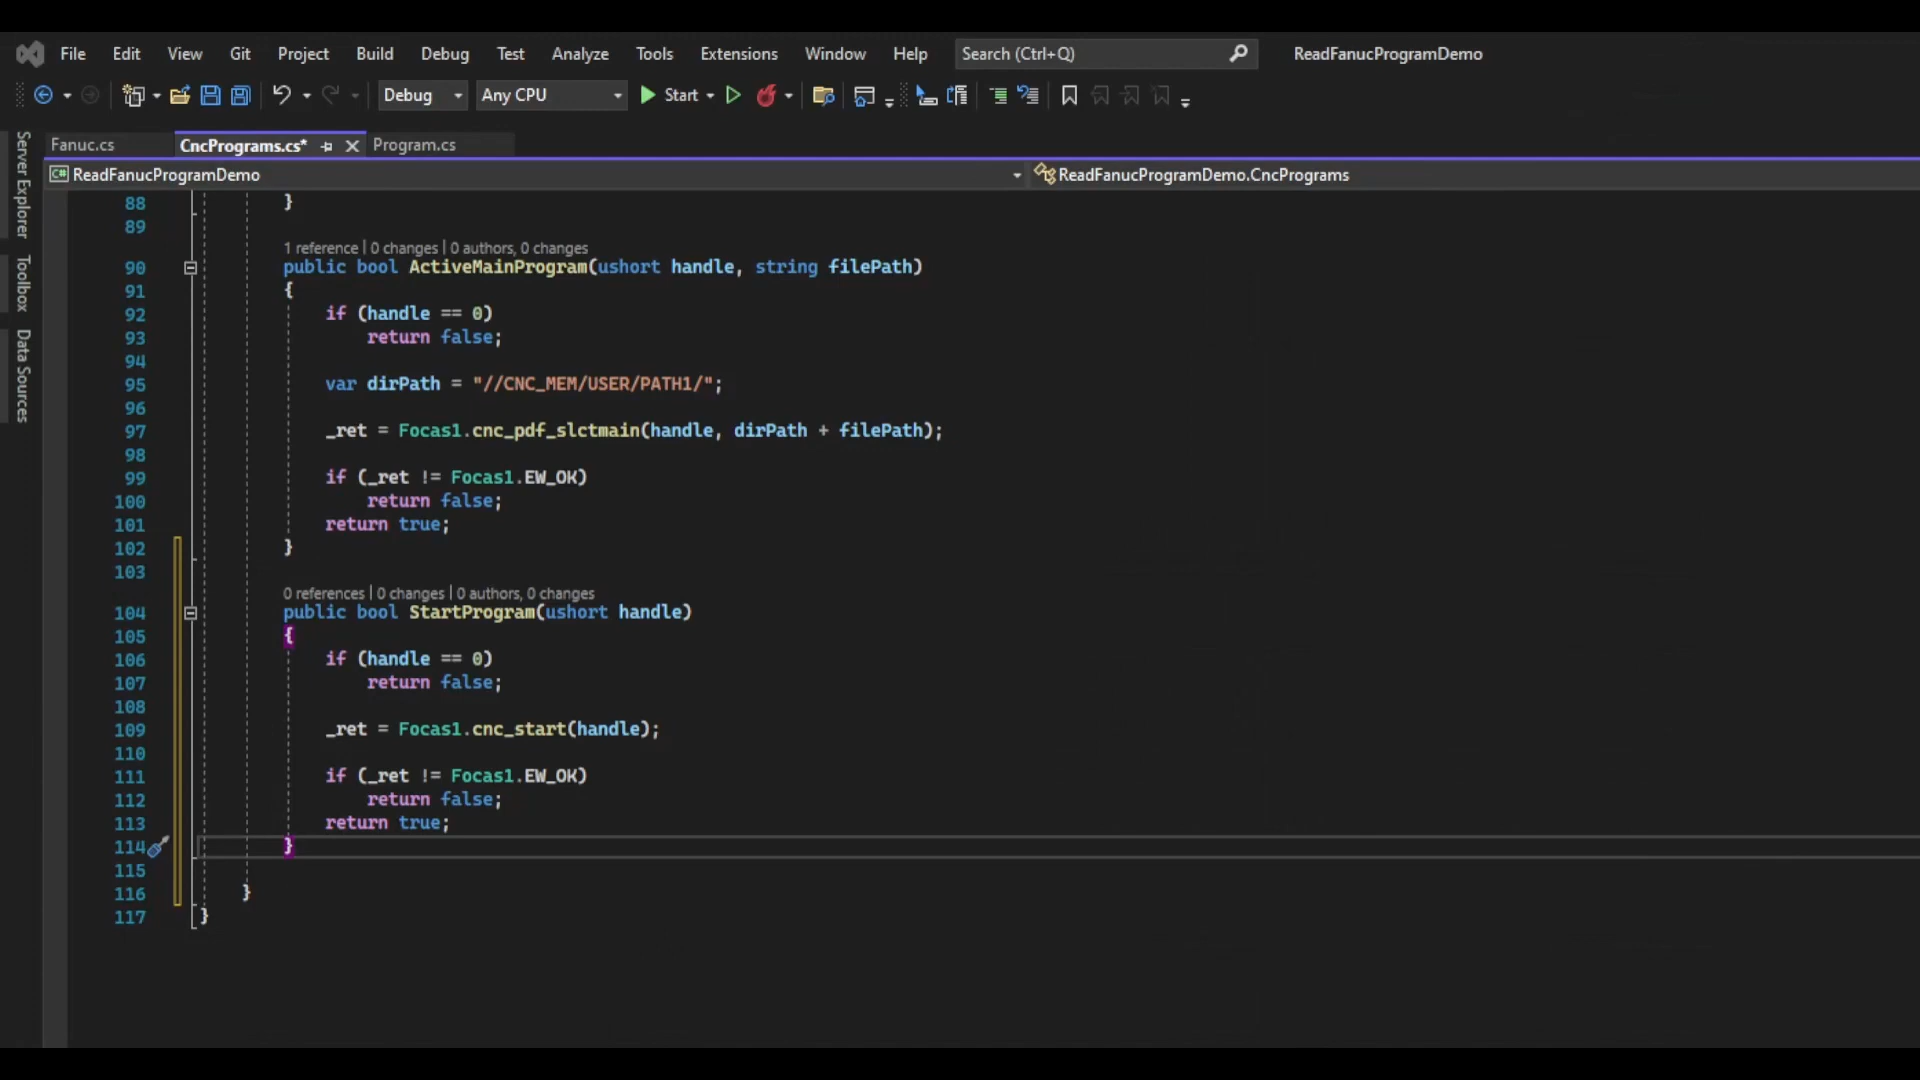 File Edit View Git Project Build Debug Test Analyze Tools Extensions Window Help Search (Ctrl+Q) ReadFanucProgramDemo
Debug Any CPU Start
Server Explorer
Toolbox
Data Sources
Fanuc.cs CncPrograms.cs* Program.cs
C# ReadFanucProgramDemo ReadFanucProgramDemo.CncPrograms
88 }
89
1 reference | 0 changes | 0 authors, 0 changes
90 public bool ActiveMainProgram(ushort handle, string filePath)
91 {
92 if (handle == 0)
93 return false;
94
95 var dirPath = "//CNC_MEM/USER/PATH1/";
96
97 _ret = Focas1.cnc_pdf_slctmain(handle, dirPath + filePath);
98
99 if (_ret != Focas1.EW_OK)
100 return false;
101 return true;
102 }
103
0 references | 0 changes | 0 authors, 0 changes
104 public bool StartProgram(ushort handle)
105 {
106 if (handle == 0)
107 return false;
108
109 _ret = Focas1.cnc_start(handle);
110
111 if (_ret != Focas1.EW_OK)
112 return false;
113 return true;
114 }
115
116 }
117 }